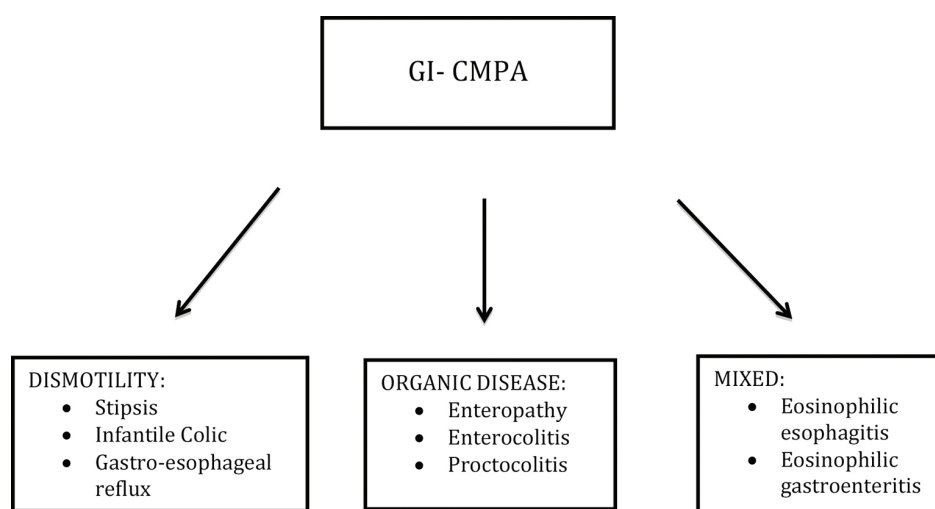 GI- CMPA
DISMOTILITY:
• Stipsis
• Infantile Colic
• Gastro-esophageal
reflux
ORGANIC DISEASE:
• Enteropathy
• Enterocolitis
• Proctocolitis
MIXED:
• Eosinophilic
esophagitis
• Eosinophilic
gastroenteritis